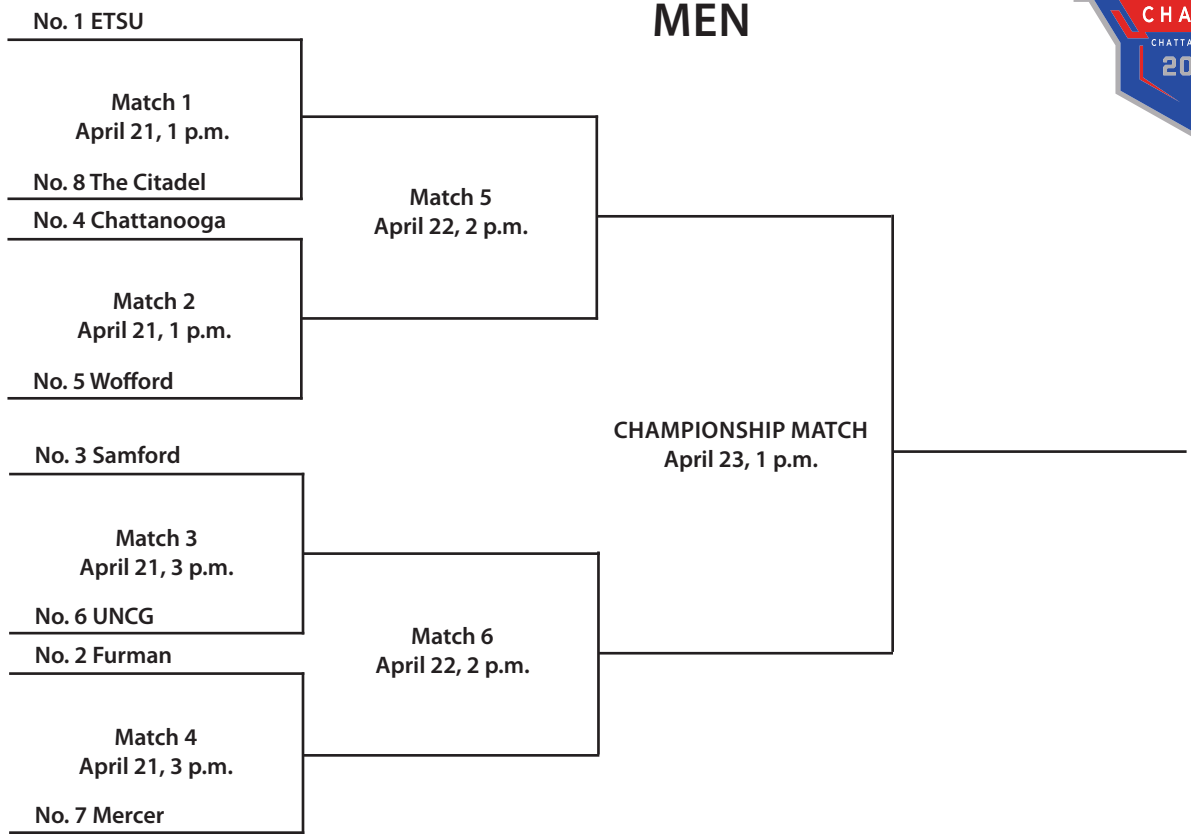 MEN
No. 1 ETSU
Match 1
April 21, 1 p.m.
No. 8 The Citadel
No. 4 Chattanooga
Match 2
April 21, 1 p.m.
No. 5 Wofford
Match 5
April 22, 2 p.m.
No. 3 Samford
Match 3
April 21, 3 p.m.
No. 6 UNCG
No. 2 Furman
Match 4
April 21, 3 p.m.
No. 7 Mercer
Match 6
April 22, 2 p.m.
CHAMPIONSHIP MATCH
April 23, 1 p.m.